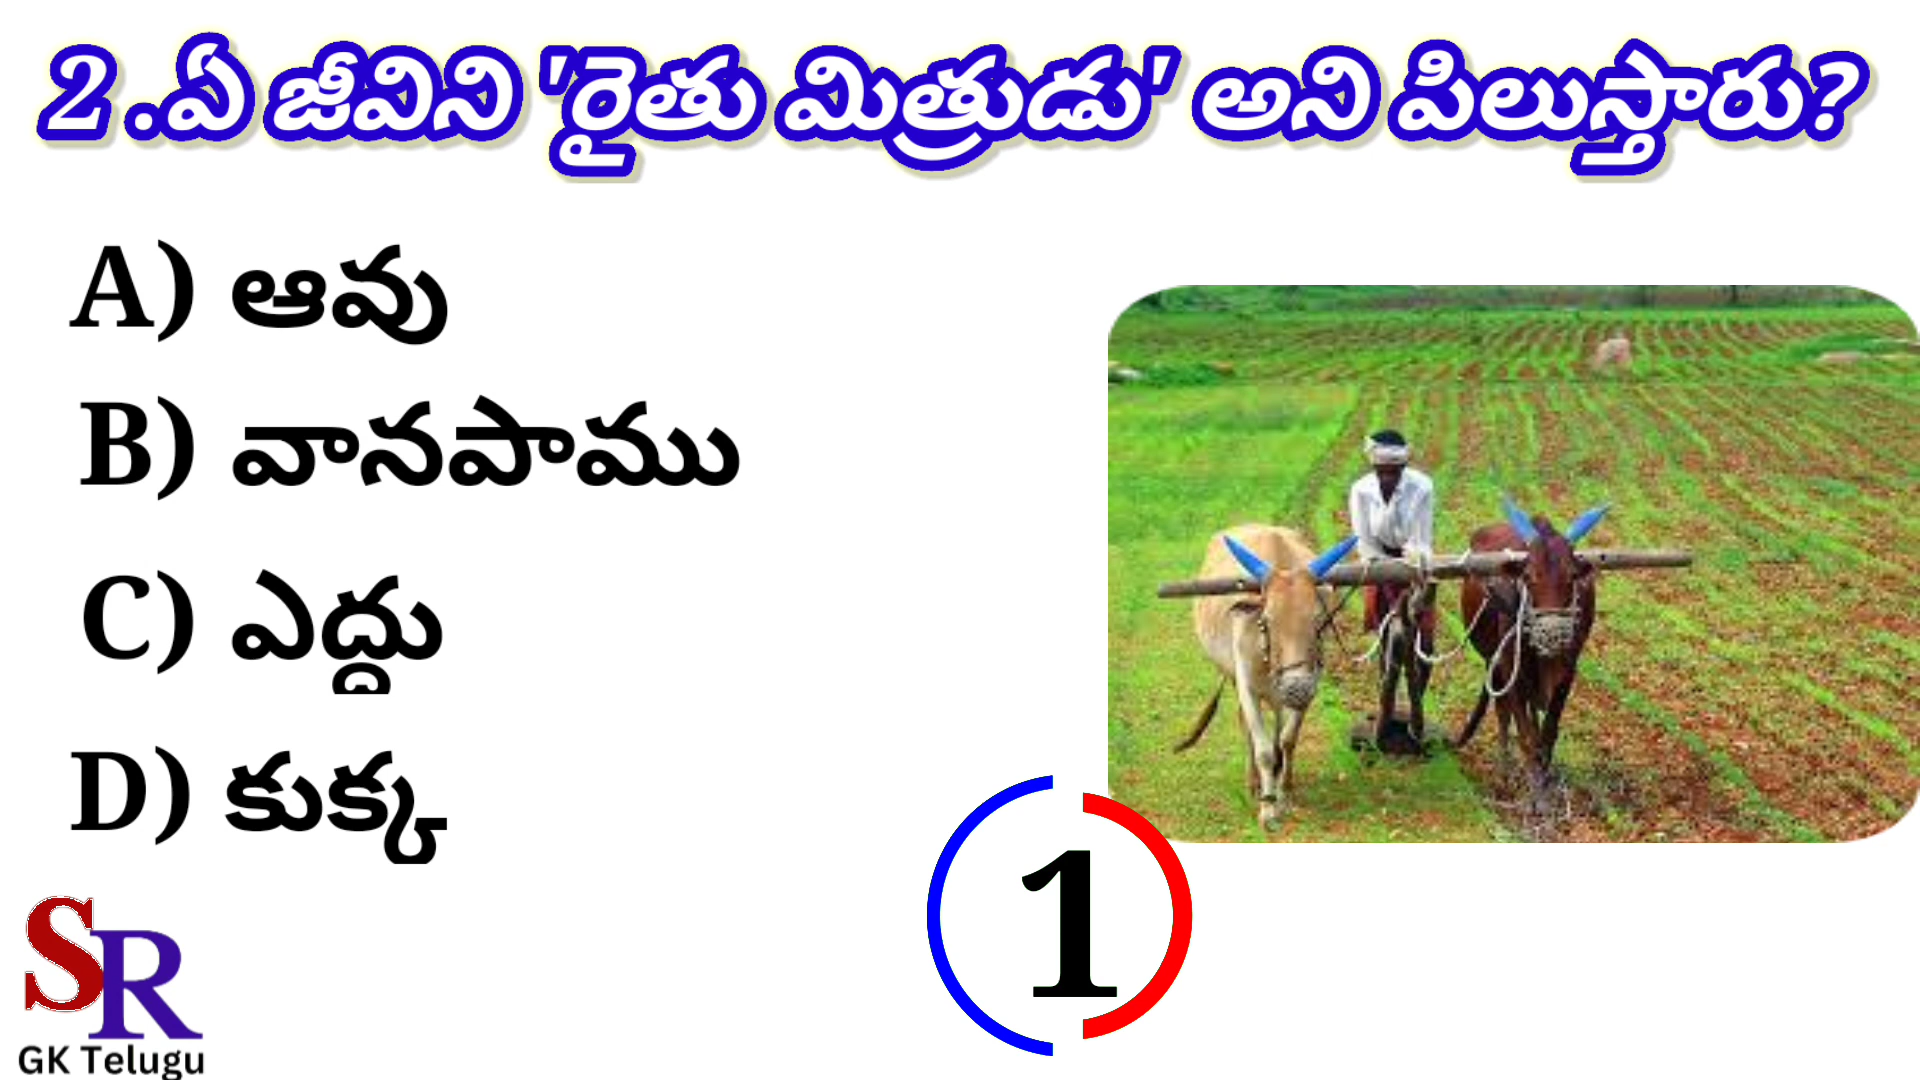 2.ఏ జీవిని 'రైతు మిత్రుడు' అని పిలుస్తారు?
A) ఆవు
B) వానపాము
C) ఎద్దు
D) కుక్క
1
SR
GK Telugu